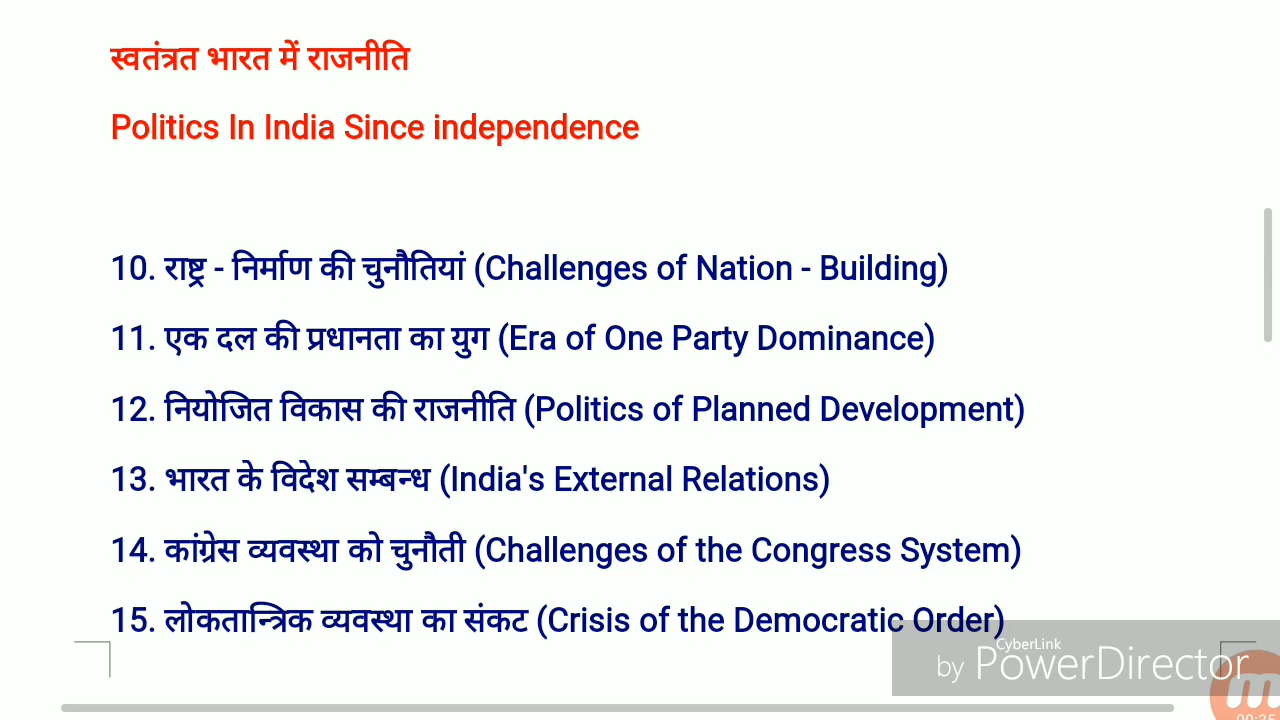 स्वतंत्रत भारत में राजनीति
Politics In India Since independence
10. राष्ट्र - निर्माण की चुनौतियां (Challenges of Nation - Building)
11. एक दल की प्रधानता का युग (Era of One Party Dominance)
12. नियोजित विकास की राजनीति (Politics of Planned Development)
13. भारत के विदेश सम्बन्ध (India's External Relations)
14. कांग्रेस व्यवस्था को चुनौती (Challenges of the Congress System)
15. लोकतान्त्रिक व्यवस्था का संकट (Crisis of the Democratic Order)
CyberLink
by PowerDirector